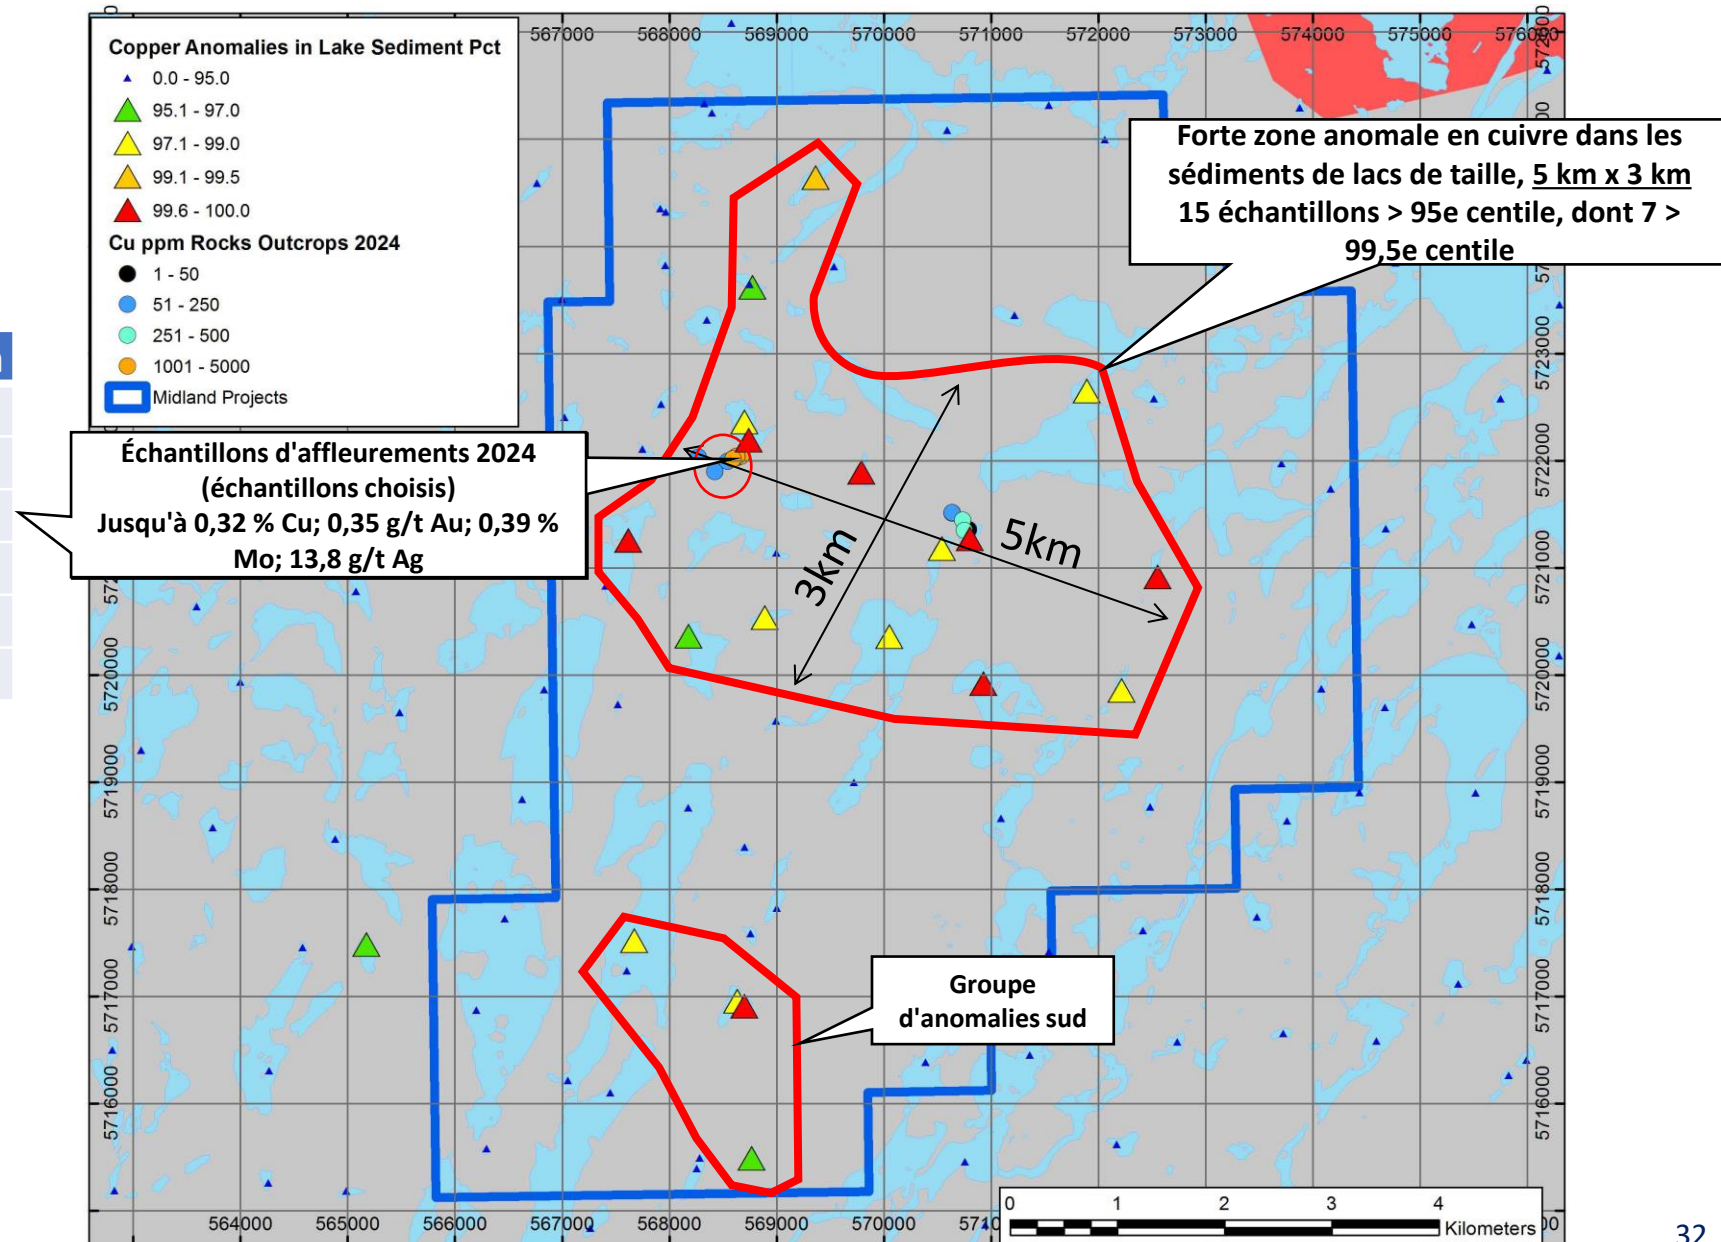 Copper Anomalies in Lake Sediment Pct
0.0 - 95.0
95.1 - 97.0
97.1 - 99.0
99.1 - 99.5
99.6 - 100.0
Cu ppm Rocks Outcrops 2024
1 - 50
51 - 250
251 - 500
1001 - 5000
Midland Projects
567000 568000 569000 570000 571000 572000 573000 574000 575000 576000
Forte zone anomale en cuivre dans les
sédiments de lacs de taille, 5 km x 3 km
15 échantillons > 95e centile, dont 7 >
99,5e centile
Échantillons d'affleurements 2024
(échantillons choisis)
Jusqu'à 0,32 % Cu; 0,35 g/t Au; 0,39 %
Mo; 13,8 g/t Ag
3km
5km
5720000
5719000
5718000
5717000
5716000
5723000
5722000
5721000
5720000
5719000
5718000
5717000
5716000
Groupe
d'anomalies sud
564000 565000 566000 567000 568000 569000 570000
0 1 2 3 4
Kilometers
32